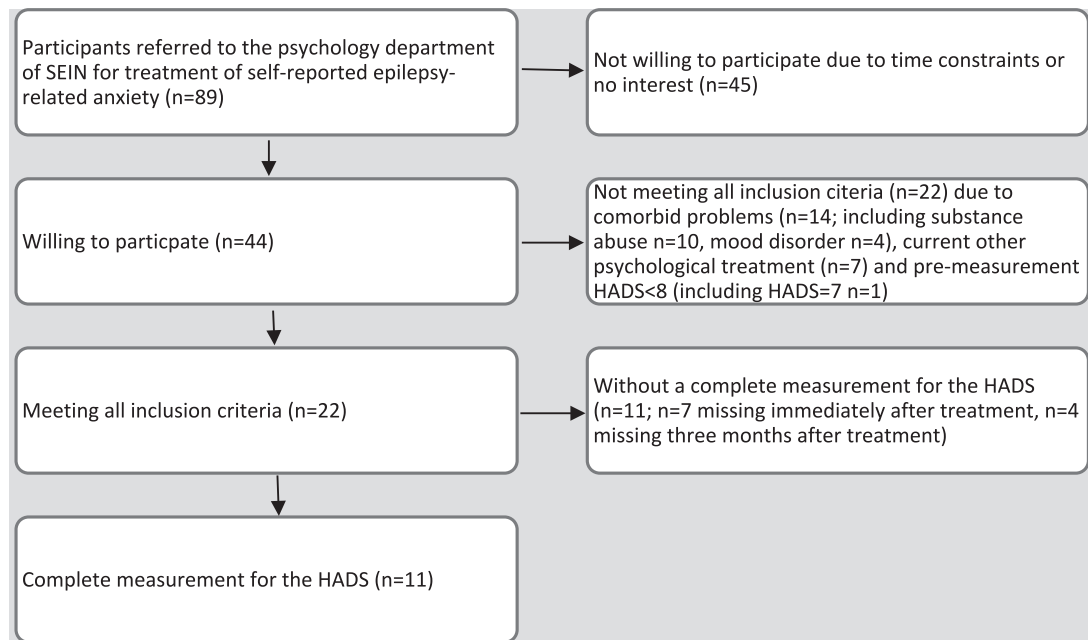 Participants referred to the psychology department
of SEIN for treatment of self-reported epilepsy-
related anxiety (n=89)
Not willing to participate due to time constraints or
no interest (n=45)
Willing to particpate (n=44)
Not meeting all inclusion citeria (n=22) due to
comorbid problems (n=14; including substance
abuse n=10, mood disorder n=4), current other
psychological treatment (n=7) and pre-measurement
HADS<8 (including HADS=7 n=1)
Meeting all inclusion criteria (n=22)
Without a complete measurement for the HADS
(n=11; n=7 missing immediately after treatment, n=4
missing three months after treatment)
Complete measurement for the HADS (n=11)